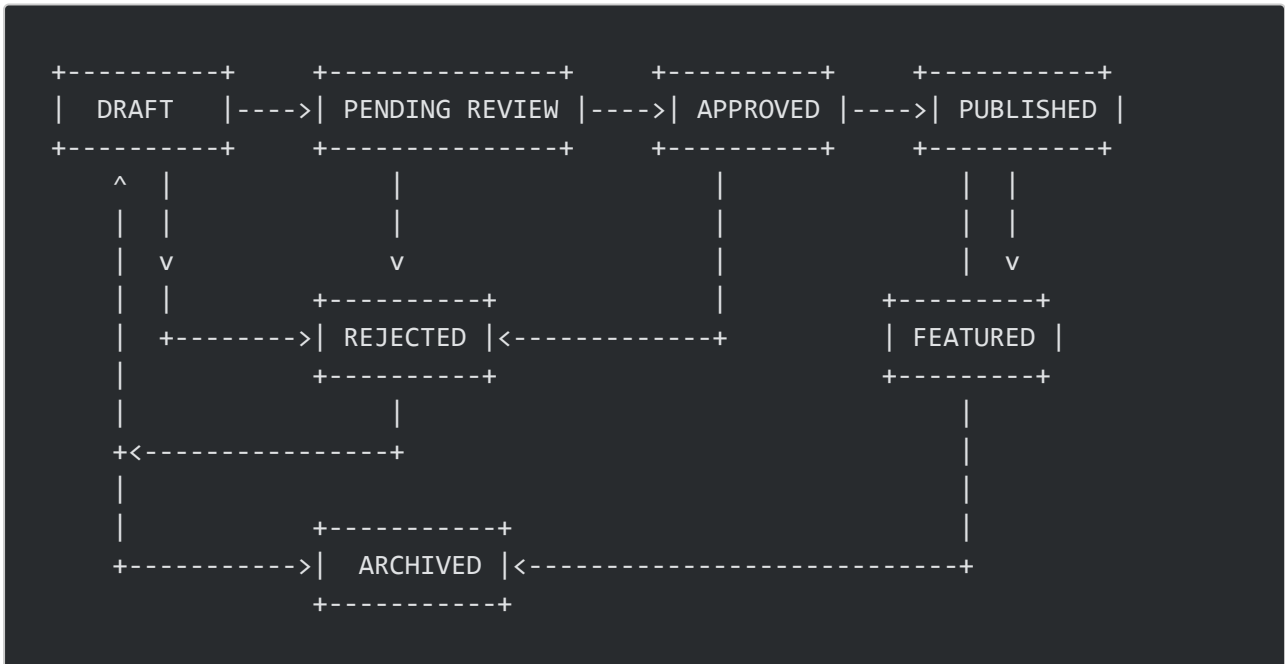 +----------+     +---------------+     +----------+     +-----------+
|  DRAFT   |---->| PENDING REVIEW |---->| APPROVED |---->| PUBLISHED |
+----------+     +---------------+     +----------+     +-----------+
    ^  |              |                    |               |  |
    |  |              |                    |               |  |
    |  v              v                    |               |  v
    |  |         +----------+              |          +---------+
    |  +-------->| REJECTED |<-------------+          | FEATURED |
    |            +----------+                         +---------+
    |                 |                                    |
    +<----------------+                                    |
    |                                                      |
    |            +-----------+                             |
    +----------->|  ARCHIVED |<----------------------------+
                 +-----------+